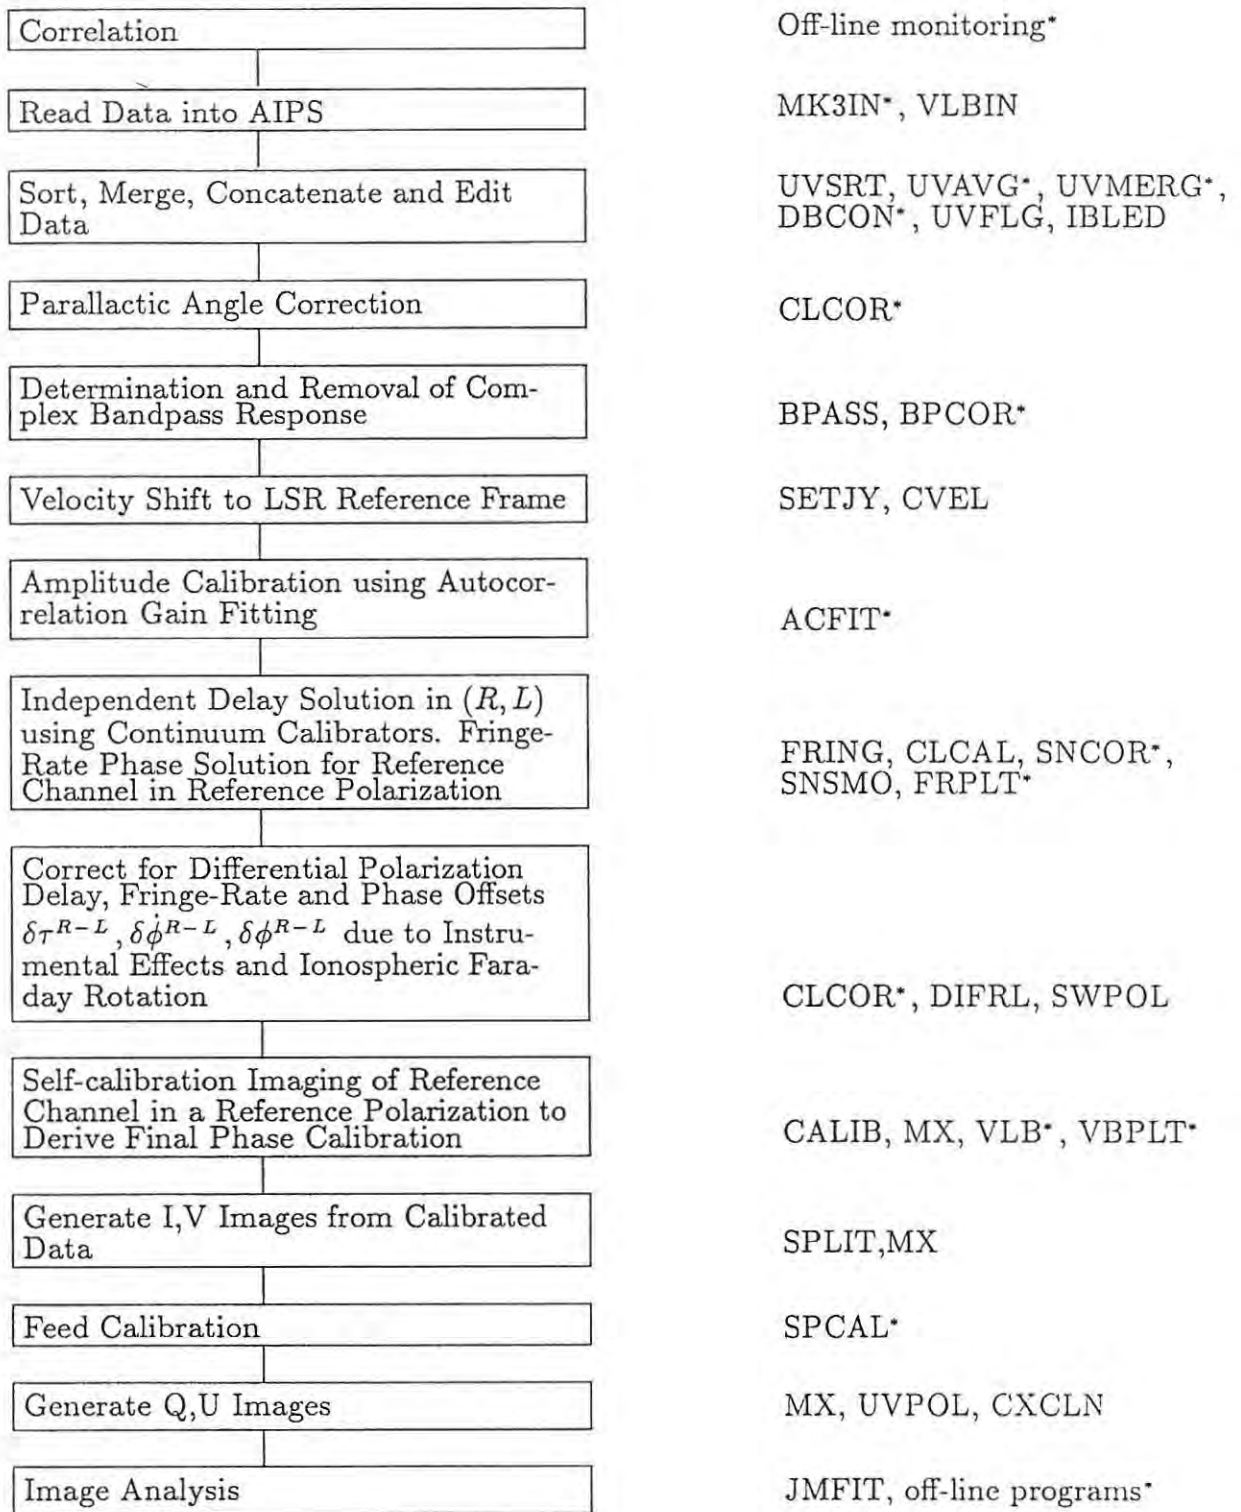 Correlation
Off-line monitoring*
Read Data into AIPS
MK3IN*, VLBIN
Sort, Merge, Concatenate and Edit
Data
UVSRT, UVAVG*, UVMERG*,
DBCON*, UVFLG, IBLED
Parallactic Angle Correction
CLCOR*
Determination and Removal of Com-
plex Bandpass Response
BPASS, BPCOR*
Velocity Shift to LSR Reference Frame
SETJY, CVEL
Amplitude Calibration using Autocor-
relation Gain Fitting
ACFIT*
Independent Delay Solution in (R, L)
using Continuum Calibrators. Fringe-
Rate Phase Solution for Reference
Channel in Reference Polarization
FRING, CLCAL, SNCOR*,
SNSMO, FRPLT*
Correct for Differential Polarization
Delay, Fringe-Rate and Phase Offsets
δτ^{R-L}, δφ̇^{R-L}, δφ^{R-L} due to Instru-
mental Effects and Ionospheric Fara-
day Rotation
CLCOR*, DIFRL, SWPOL
Self-calibration Imaging of Reference
Channel in a Reference Polarization to
Derive Final Phase Calibration
CALIB, MX, VLB*, VBPLT*
Generate I,V Images from Calibrated
Data
SPLIT,MX
Feed Calibration
SPCAL*
Generate Q,U Images
MX, UVPOL, CXCLN
Image Analysis
JMFIT, off-line programs*